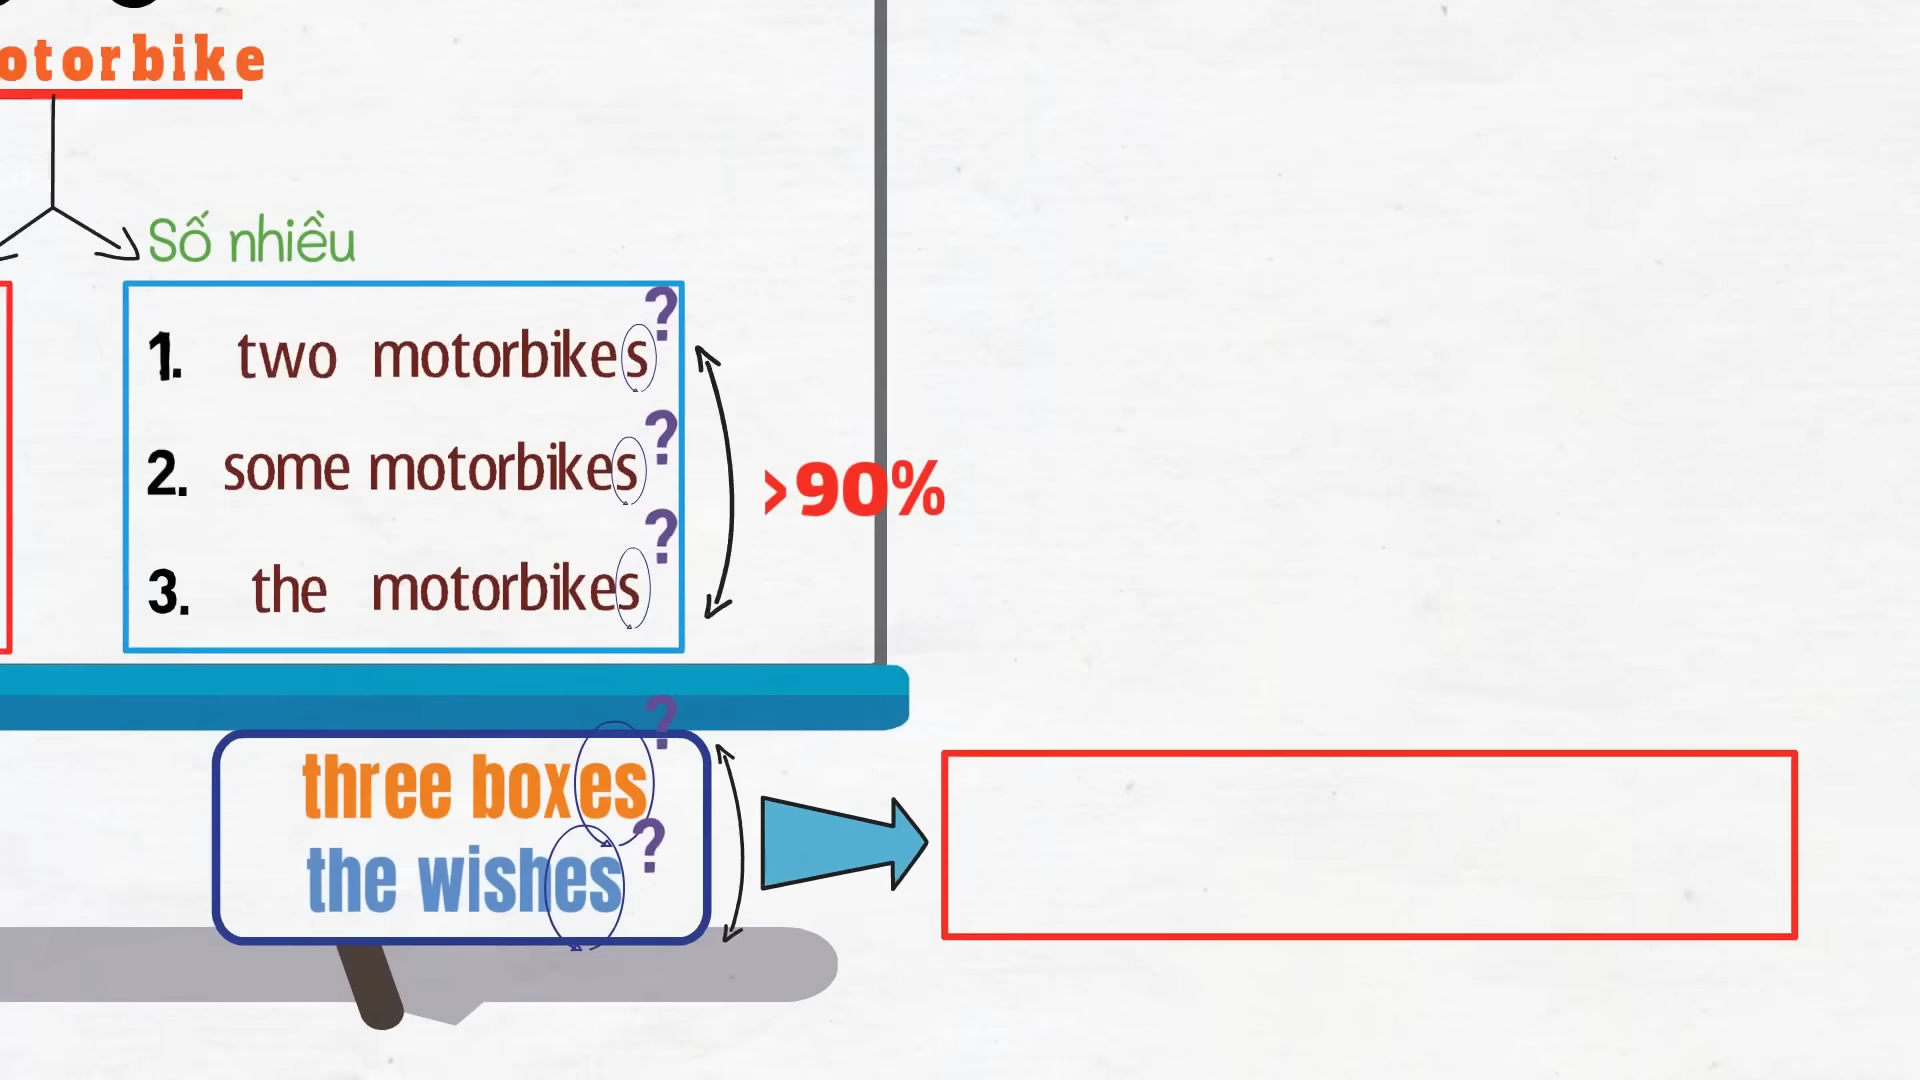 otorbike
Số nhiều
1. two motorbikes ?
2. some motorbikes ?
3. the motorbikes ?
>90%
three boxes ?
the wishes ?